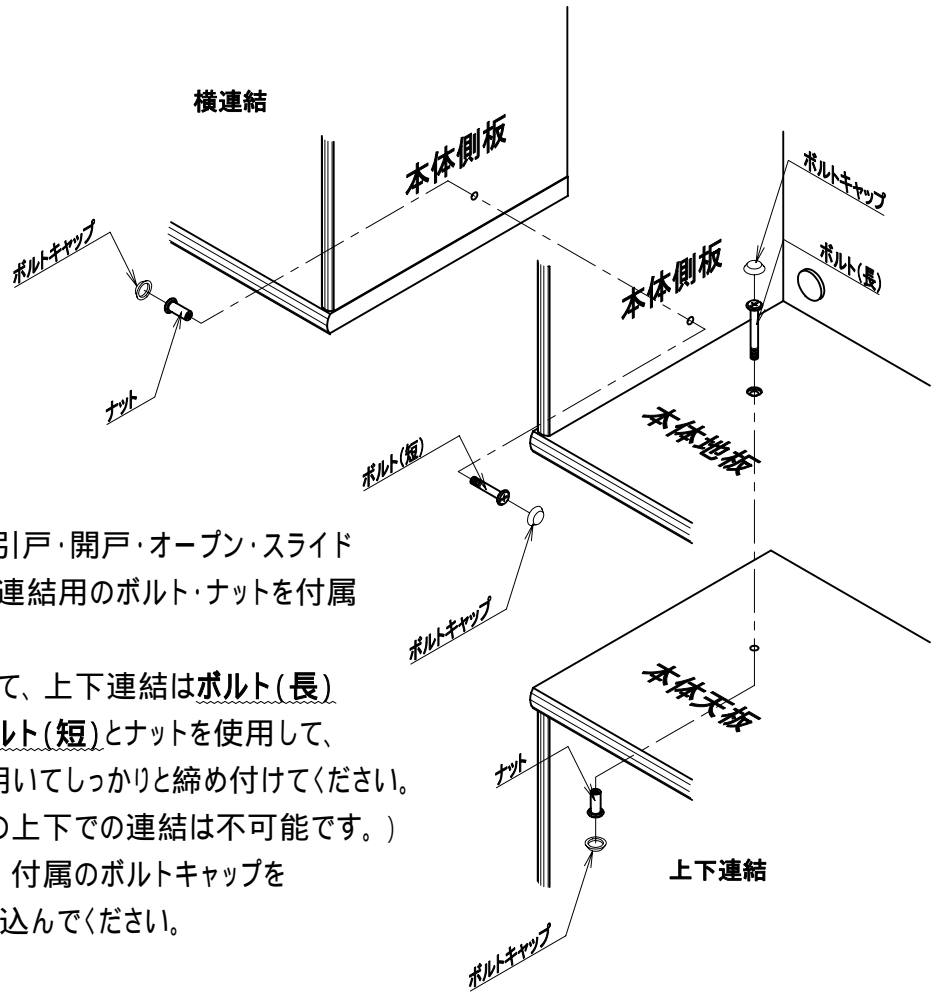 横連結
本体側板
ボルトキャップ
ボルトキャップ
本体側板
ボルト(長)
ナット
本体地板
ボルト(短)
引戸・開戸・オープン・スライド
連結用のボルト・ナットを付属
ボルトキャップ
て、上下連結はボルト(長)
ルト(短)とナットを使用して、
用いてしっかりと締め付けてください。
の上下での連結は不可能です。)
付属のボルトキャップを
込んでください。
本体天板
ナット
上下連結
ボルトキャップ